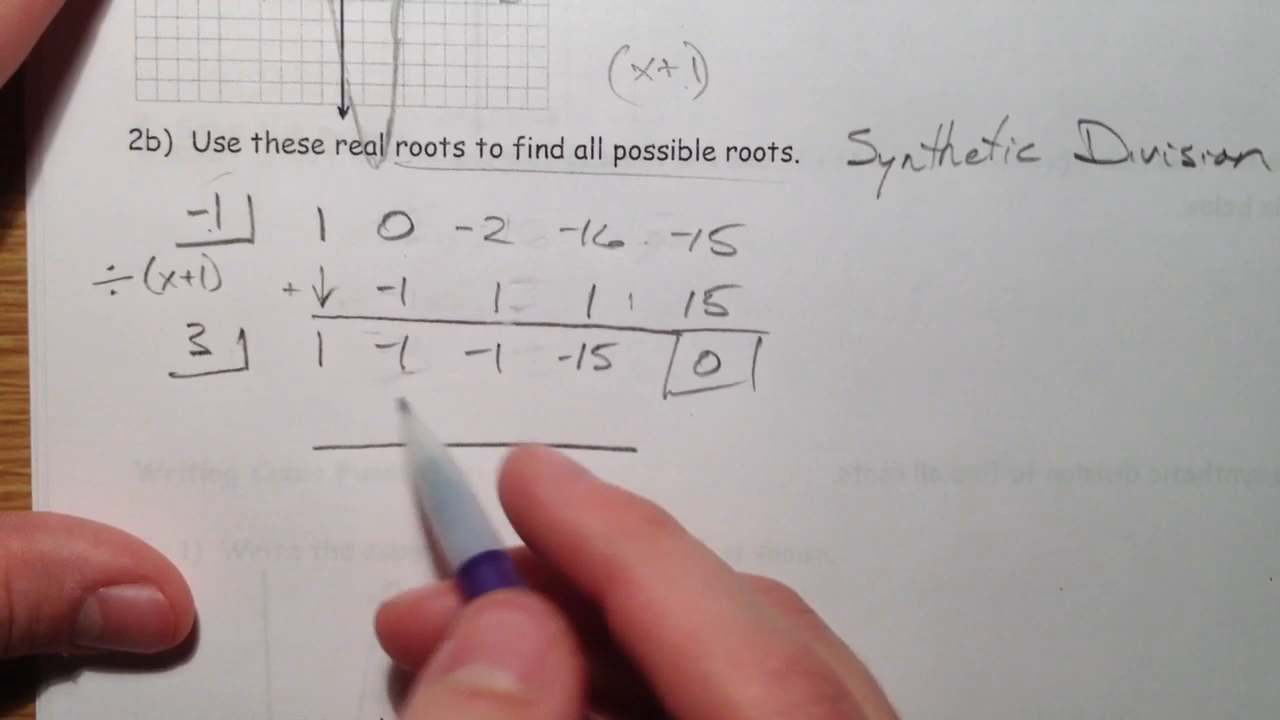 (x+1)
2b) Use these real roots to find all possible roots. Synthetic Division
-1 1 0 -2 -16 -15
÷(x+1) +↓ -1 1 1 15
3 1 -1 -1 -15 0